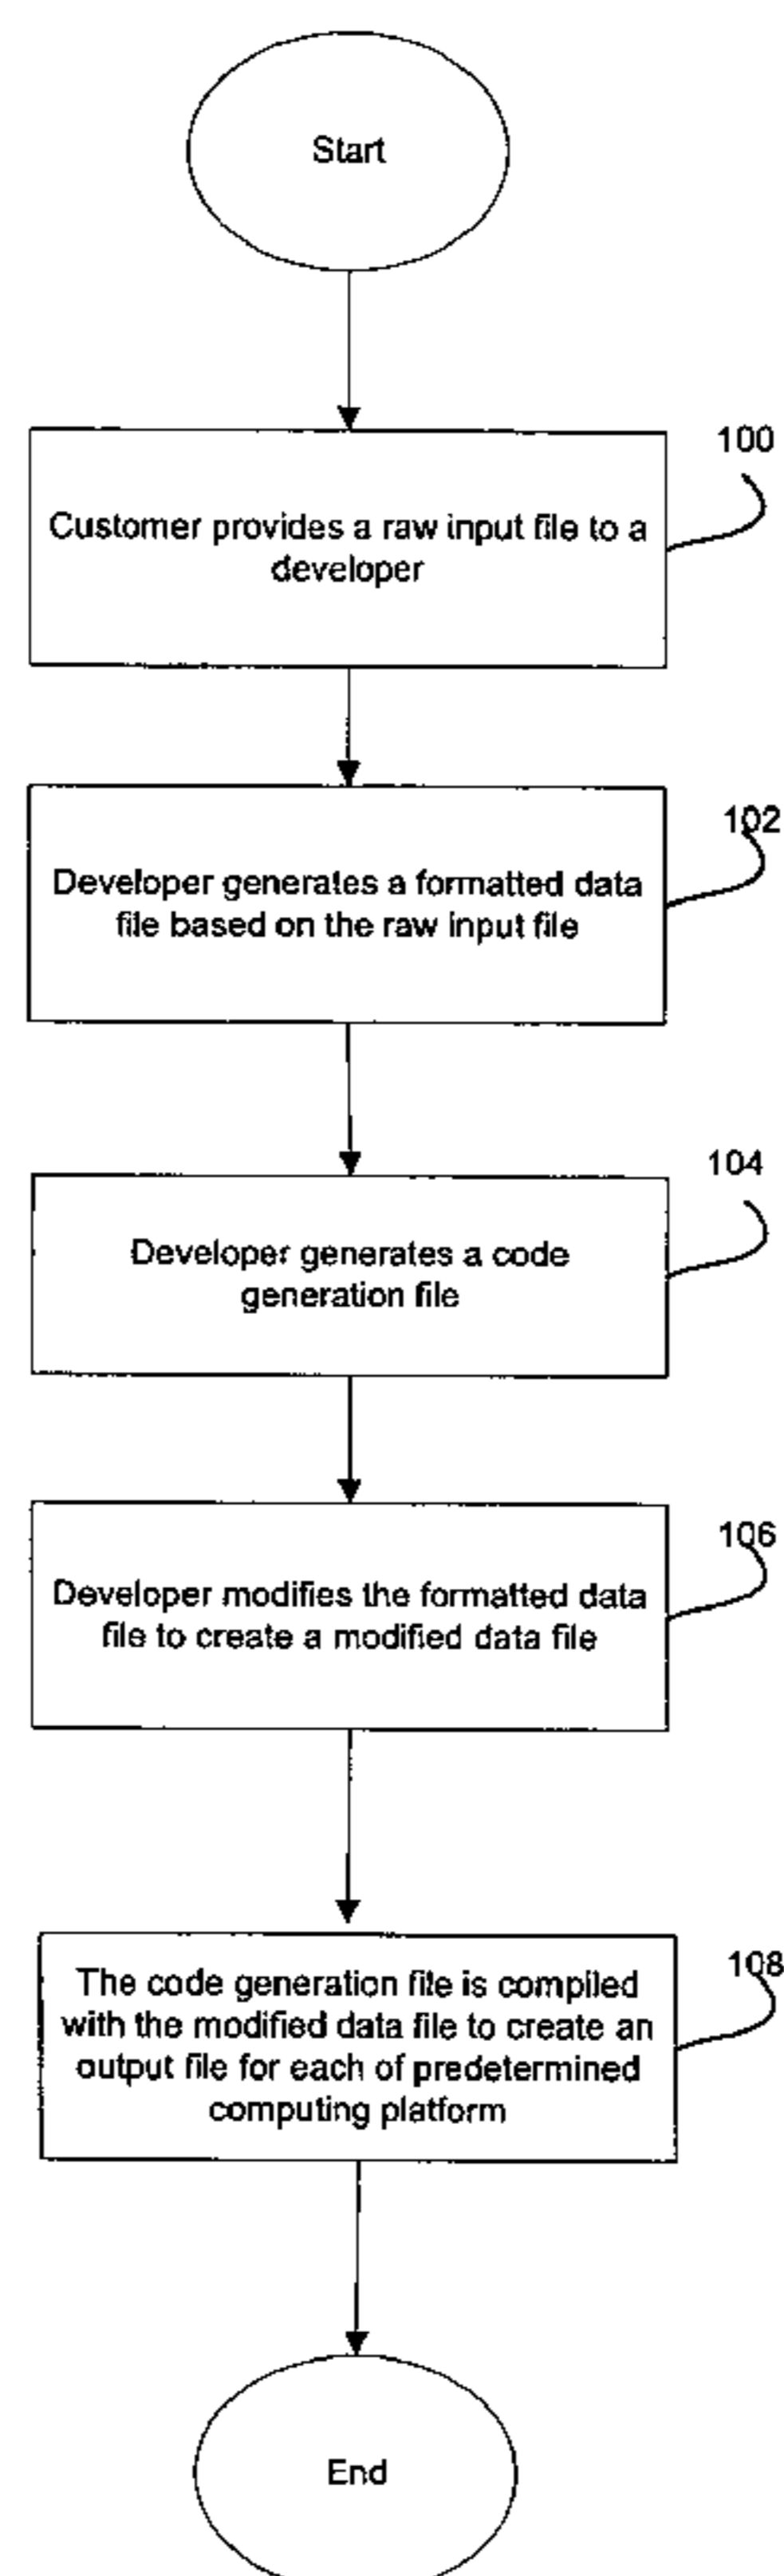 Start
100
Customer provides a raw input file to a
developer
102
Developer generates a formatted data
file based on the raw input file
104
Developer generates a code
generation file
106
Developer modifies the formatted data
file to create a modified data file
108
The code generation file is compiled
with the modified data file to create an
output file for each of predetermined
computing platform
End